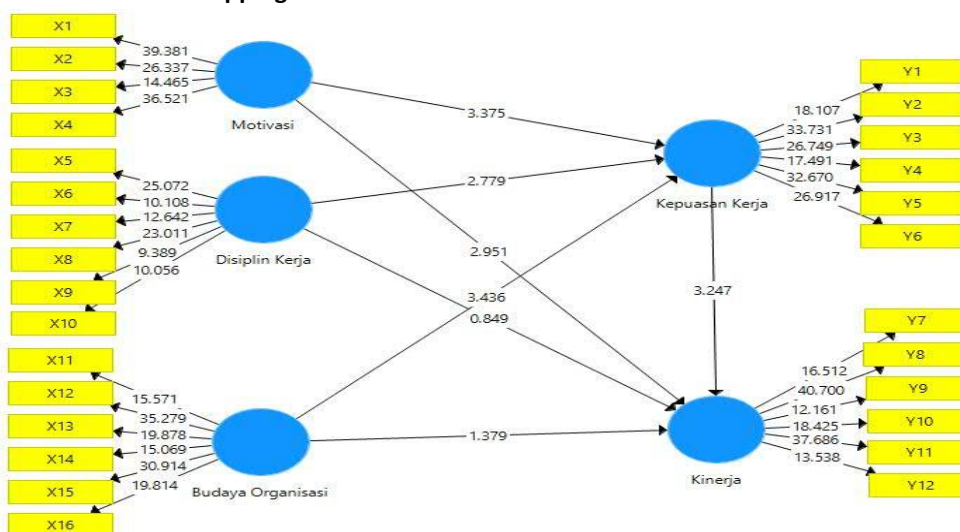 X1
X2
X3
X4
39.381
26.337
14.465
36.521
Motivasi
X5
X6
X7
X8
X9
X10
25.072
10.108
12.642
23.011
9.389
10.056
Disiplin Kerja
X11
X12
X13
X14
X15
X16
15.571
35.279
19.878
15.069
30.914
19.814
Budaya Organisasi
3.375
2.779
2.951
3.436
0.849
1.379
3.247
Kepuasan Kerja
18.107
33.731
26.749
17.491
32.670
26.917
Y1
Y2
Y3
Y4
Y5
Y6
Kinerja
16.512
40.700
12.161
18.425
37.686
13.538
Y7
Y8
Y9
Y10
Y11
Y12